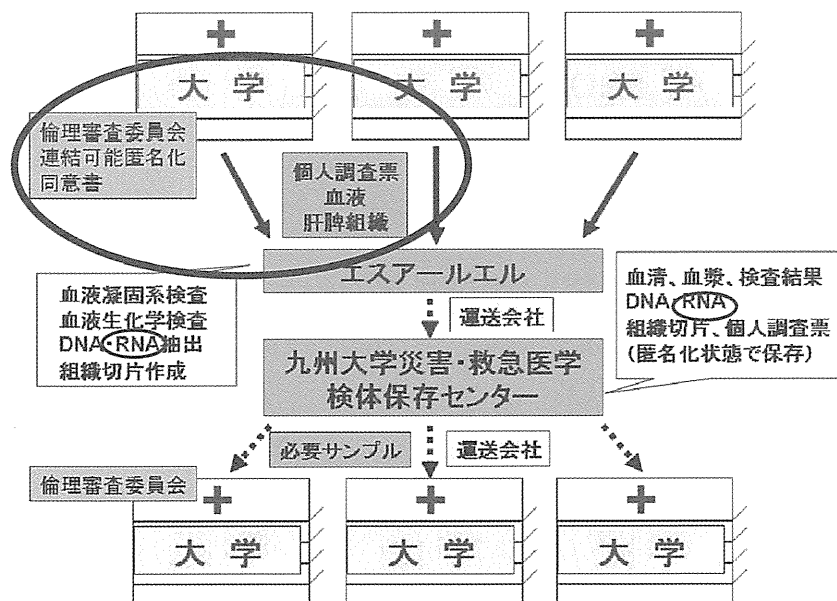 大学
大学
大学
倫理審査委員会
連結可能匿名化
同意書
個人調査票
血液
肝脾組織
エスアールエル
血液凝固系検査
血液生化学検査
DNA・RNA抽出
組織切片作成
運送会社
血清、血漿、検査結果
DNA・RNA
組織切片、個人調査票
(匿名化状態で保存)
九州大学災害・救急医学
検体保存センター
必要サンプル
運送会社
倫理審査委員会
大学
大学
大学